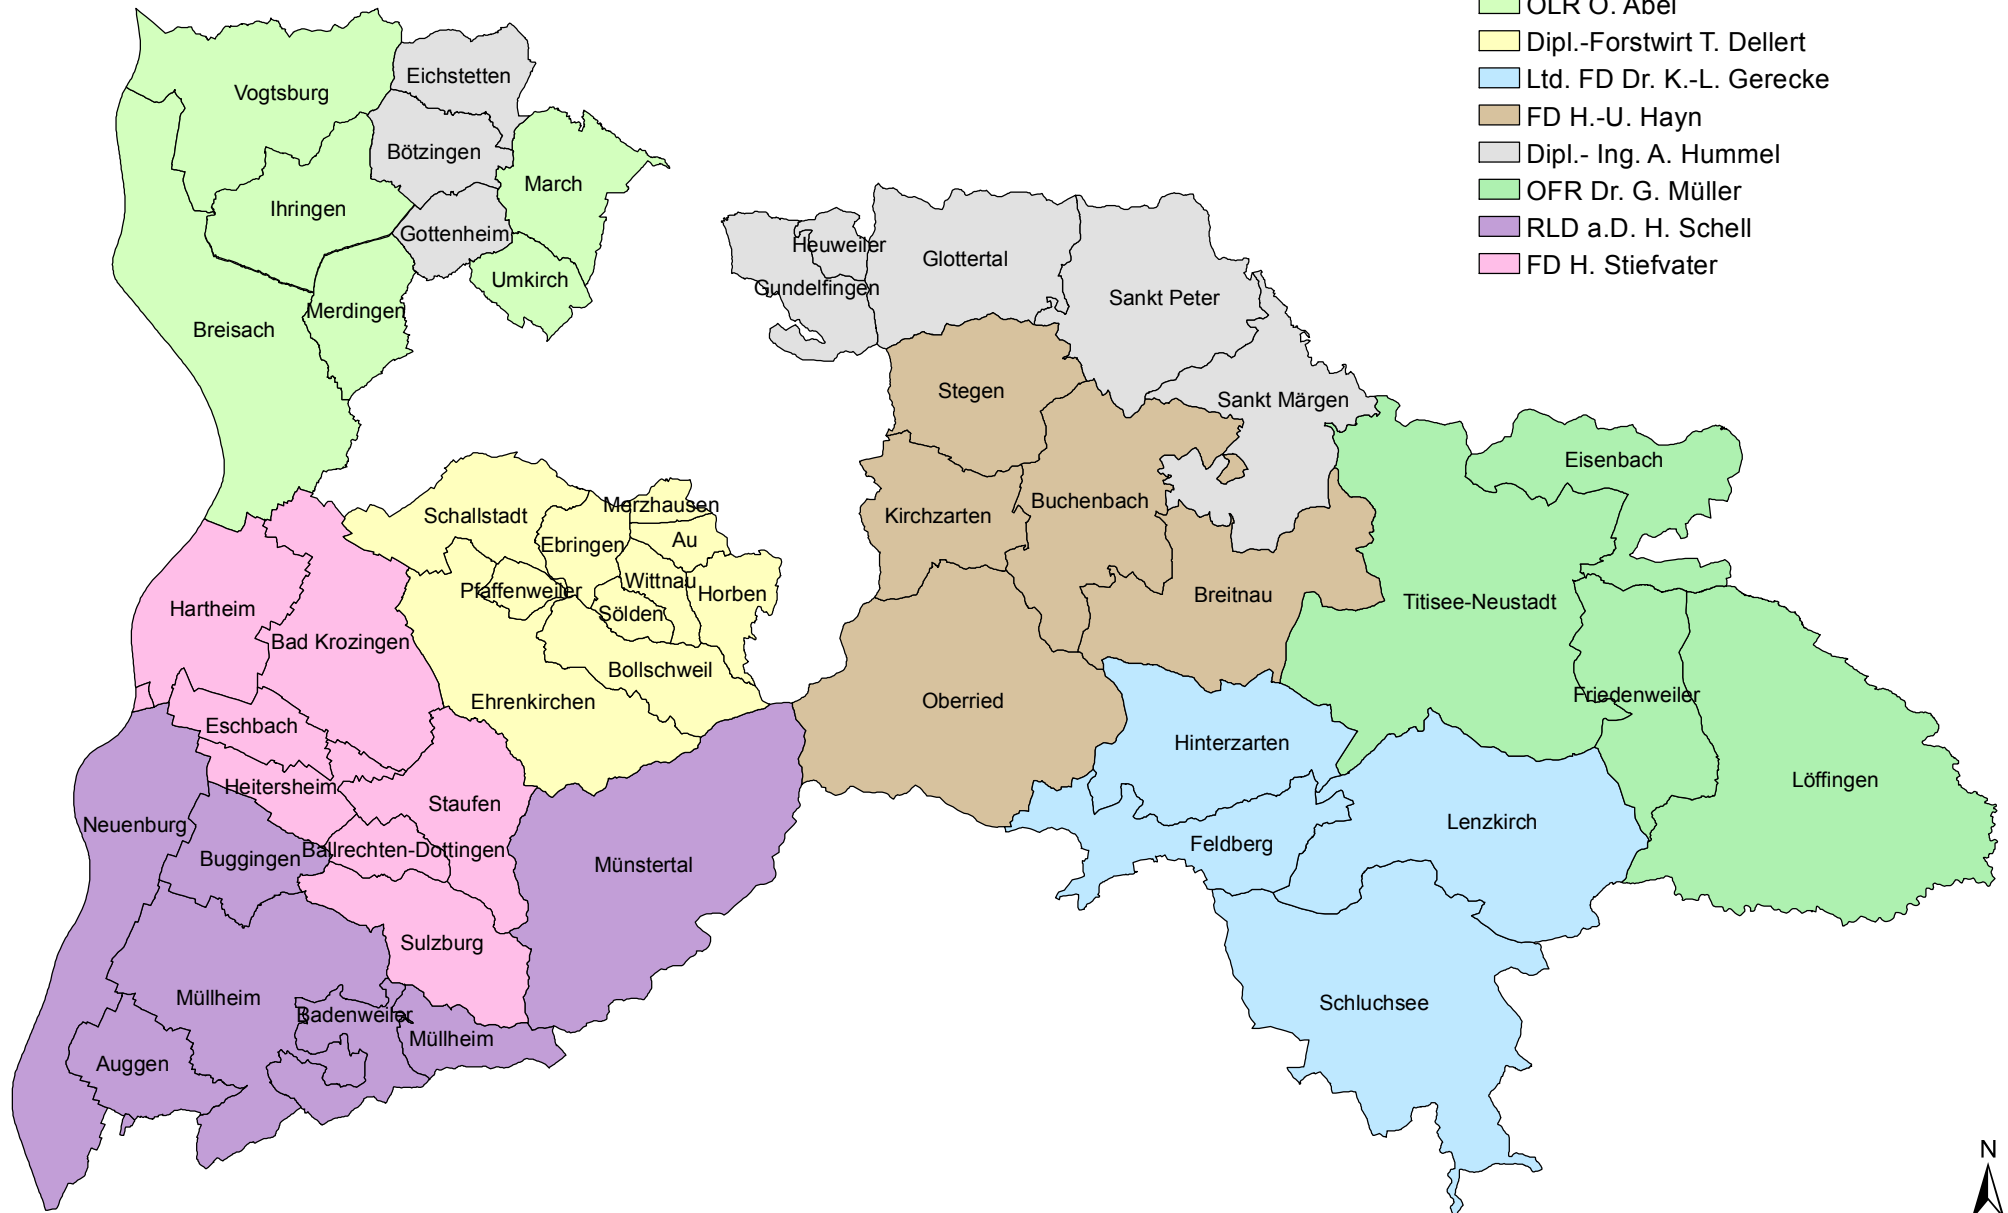 OLR O. Abel
Dipl.-Forstwirt T. Dellert
Ltd. FD Dr. K.-L. Gerecke
FD H.-U. Hayn
Dipl.- Ing. A. Hummel
OFR Dr. G. Müller
RLD a.D. H. Schell
FD H. Stiefvater
Eichstetten
Vogtsburg
Bötzingen
March
Ihringen
Gottenheim
Umkirch
Merdingen
Breisach
Heuweiler
Glottertal
Gundelfingen
Sankt Peter
Stegen
Sankt Märgen
Eisenbach
Buchenbach
Kirchzarten
Breitnau
Titisee-Neustadt
Friedenweiler
Oberried
Hinterzarten
Löffingen
Lenzkirch
Feldberg
Schluchsee
Merzhausen
Schallstadt
Au
Ebringen
Wittnau
Pfaffenweiler
Horben
Sölden
Hartheim
Bad Krozingen
Bollschweil
Ehrenkirchen
Eschbach
Heitersheim
Staufen
Neuenburg
Ballrechten-Dottingen
Buggingen
Münstertal
Sulzburg
Müllheim
Badenweiler
Müllheim
Auggen
N